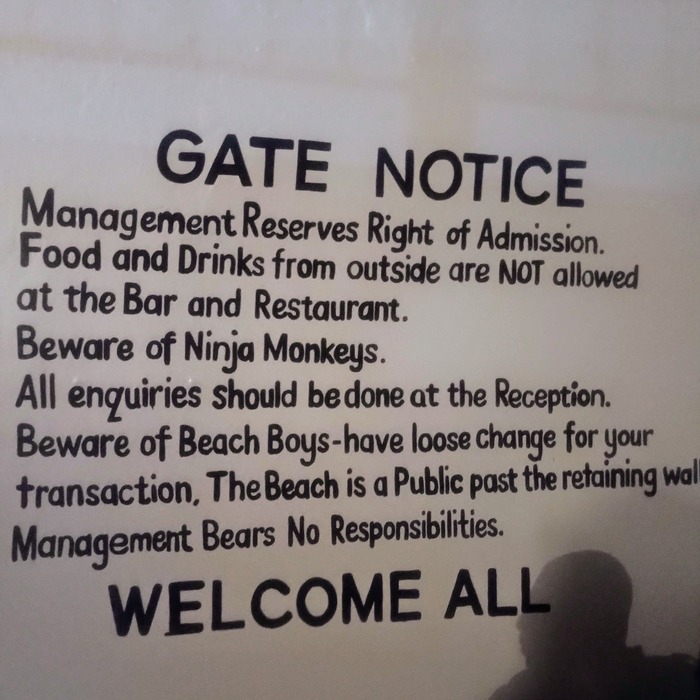 GATE NOTICE
Management Reserves Right of Admission.
Food and Drinks from outside are NOT allowed
at the Bar and Restaurant.
Beware of Ninja Monkeys.
All enquiries should be done at the Reception.
Beware of Beach Boys-have loose change for your
transaction, The Beach is a Public past the retaining wal
Management Bears No Responsibilities.
WELCOME ALL